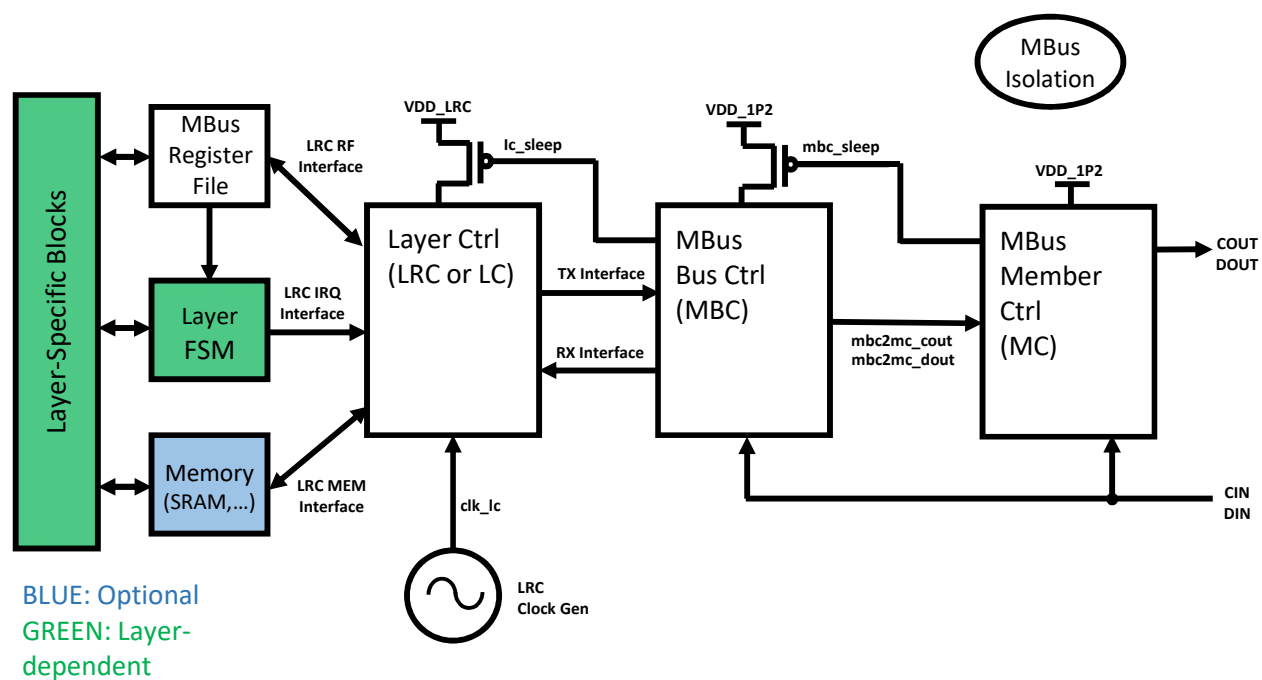 MBus
Isolation
VDD_LRC
VDD_1P2
MBus
Register
File
LRC RF
Interface
lc_sleep
mbc_sleep
VDD_1P2
Layer-Specific Blocks
Layer Ctrl
(LRC or LC)
MBus
Bus Ctrl
(MBC)
MBus
Member
Ctrl
(MC)
COUT
DOUT
TX Interface
LRC IRQ
Interface
Layer
FSM
RX Interface
mbc2mc_cout
mbc2mc_dout
Memory
(SRAM,...)
LRC MEM
Interface
clk_lc
CIN
DIN
LRC
Clock Gen
BLUE: Optional
GREEN: Layer-
dependent